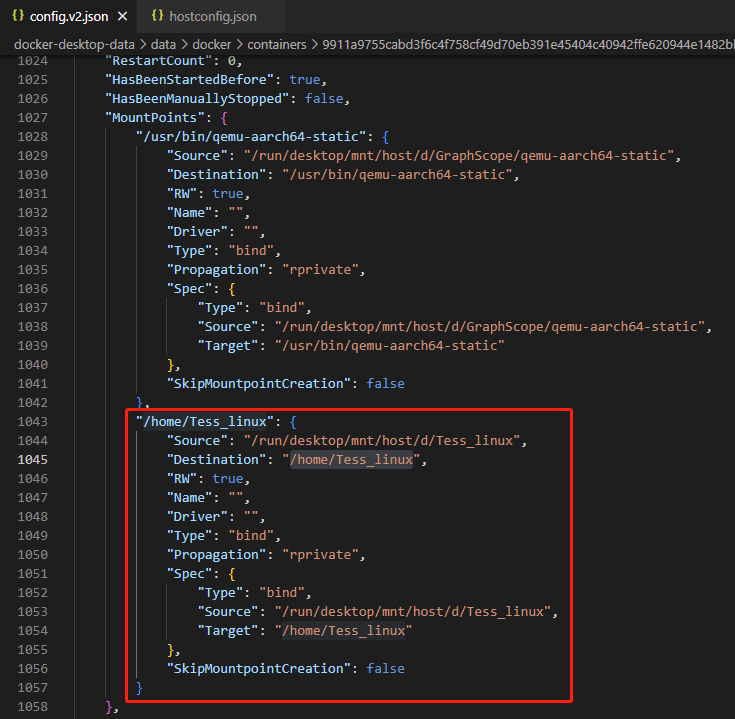 config.v2.json
hostconfig.json
docker-desktop-data > data > docker > containers > 9911a9755cabd3f6c4f758cf49d70eb391e45404c40942ffe620944e1482b
1024 "RestartCount": 0,
1025 "HasBeenStartedBefore": true,
1026 "HasBeenManuallyStopped": false,
1027 "MountPoints": {
1028 "/usr/bin/qemu-aarch64-static": {
1029 "Source": "/run/desktop/mnt/host/d/GraphScope/qemu-aarch64-static",
1030 "Destination": "/usr/bin/qemu-aarch64-static",
1031 "RW": true,
1032 "Name": "",
1033 "Driver": "",
1034 "Type": "bind",
1035 "Propagation": "rprivate",
1036 "Spec": {
1037 "Type": "bind",
1038 "Source": "/run/desktop/mnt/host/d/GraphScope/qemu-aarch64-static",
1039 "Target": "/usr/bin/qemu-aarch64-static"
1040 },
1041 "SkipMountpointCreation": false
1042 },
1043 "/home/Tess_linux": {
1044 "Source": "/run/desktop/mnt/host/d/Tess_linux",
1045 "Destination": "/home/Tess_linux",
1046 "RW": true,
1047 "Name": "",
1048 "Driver": "",
1049 "Type": "bind",
1050 "Propagation": "rprivate",
1051 "Spec": {
1052 "Type": "bind",
1053 "Source": "/run/desktop/mnt/host/d/Tess_linux",
1054 "Target": "/home/Tess_linux"
1055 },
1056 "SkipMountpointCreation": false
1057 }
1058 },